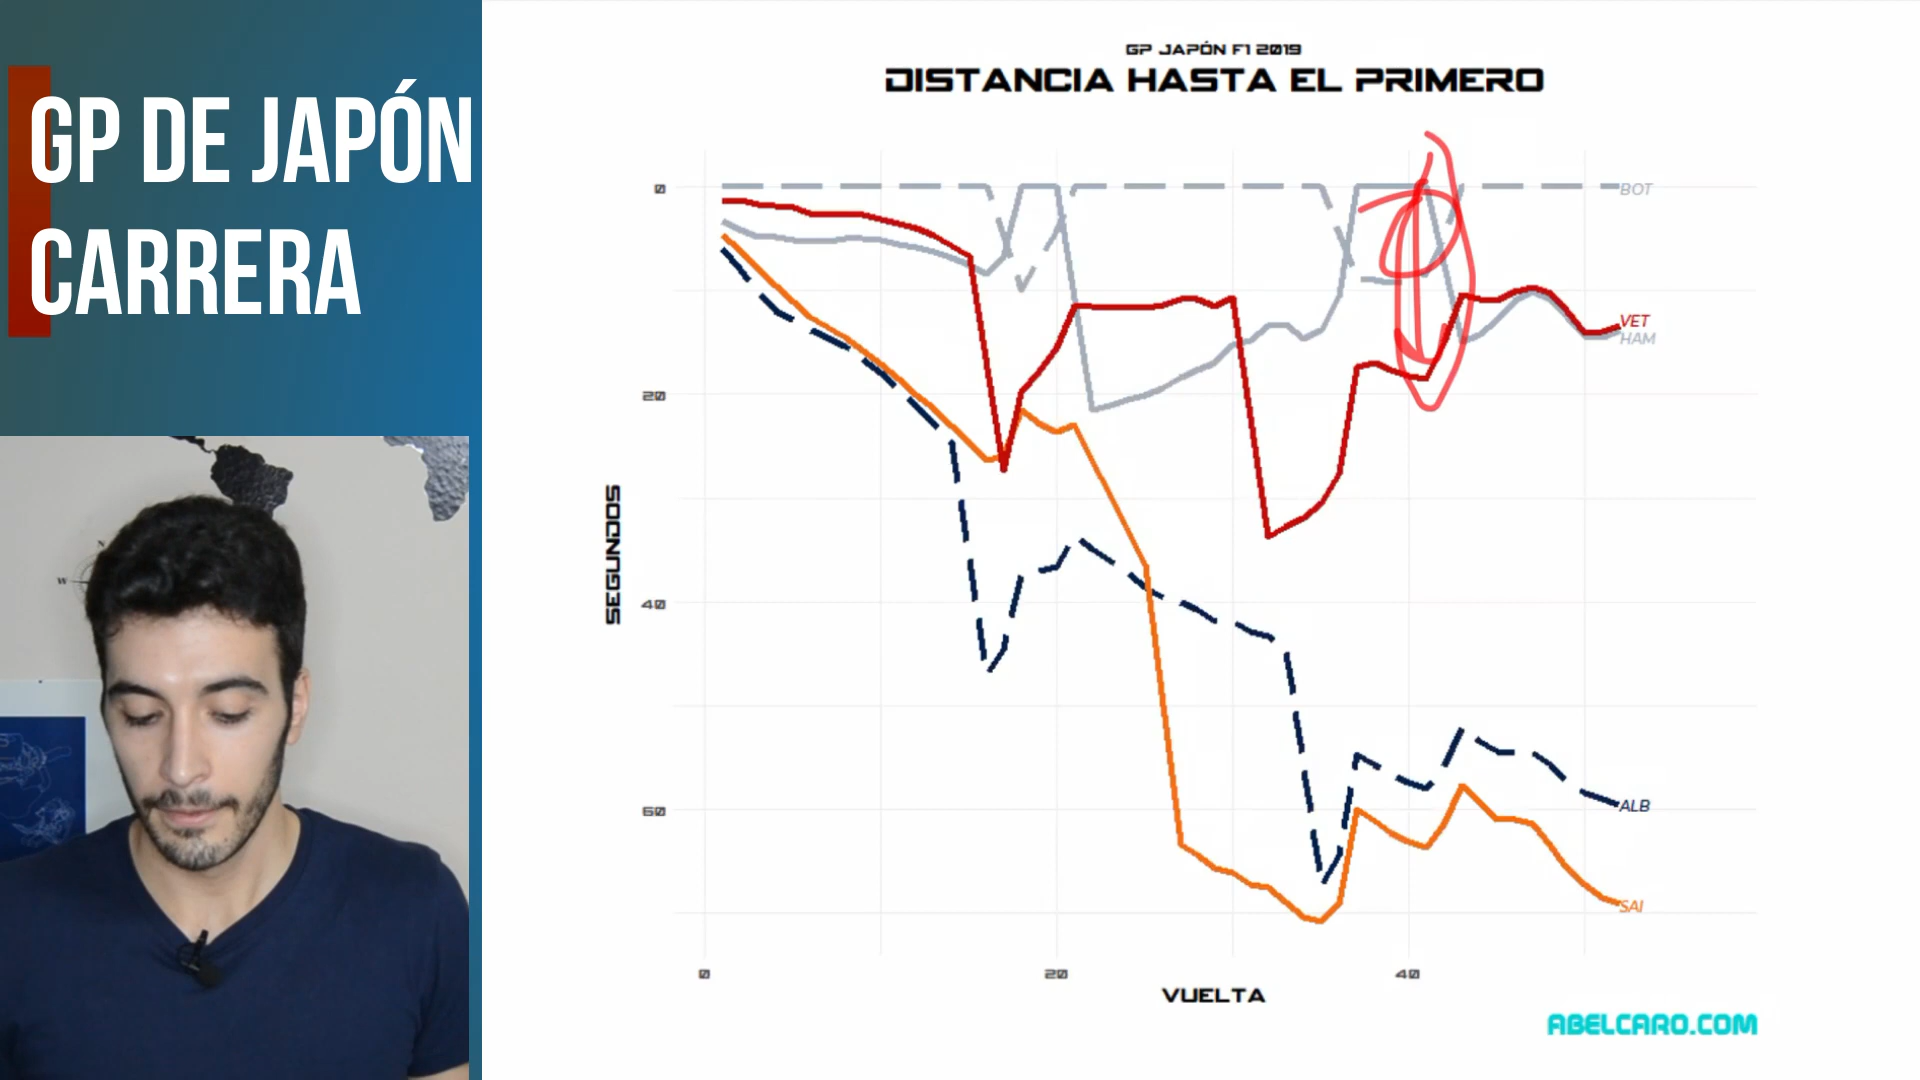 GP DE JAPÓN
CARRERA
GP JAPÓN F1 2019
DISTANCIA HASTA EL PRIMERO
0
20
40
60
SEGUNDOS
BOT
VET
HAM
ALB
SAI
0
20
40
VUELTA
ABELCARO.COM
N
W